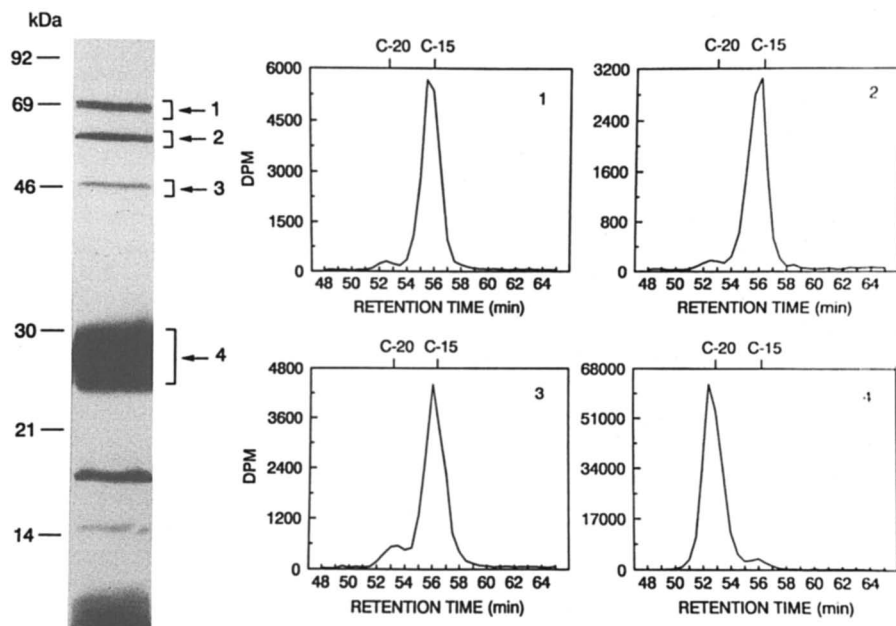 kDa
92
69
46
30
21
14
1
2
3
4
C-20 C-15
6000
4500
3000
1500
0
DPM
1
48 50 52 54 56 58 60 62 64
RETENTION TIME (min)
C-20 C-15
3200
2400
1600
800
0
2
48 50 52 54 56 58 60 62 64
RETENTION TIME (min)
C-20 C-15
4800
3600
2400
1200
0
DPM
3
48 50 52 54 56 58 60 62 64
RETENTION TIME (min)
C-20 C-15
68000
51000
34000
17000
0
4
48 50 52 54 56 58 60 62 64
RETENTION TIME (min)